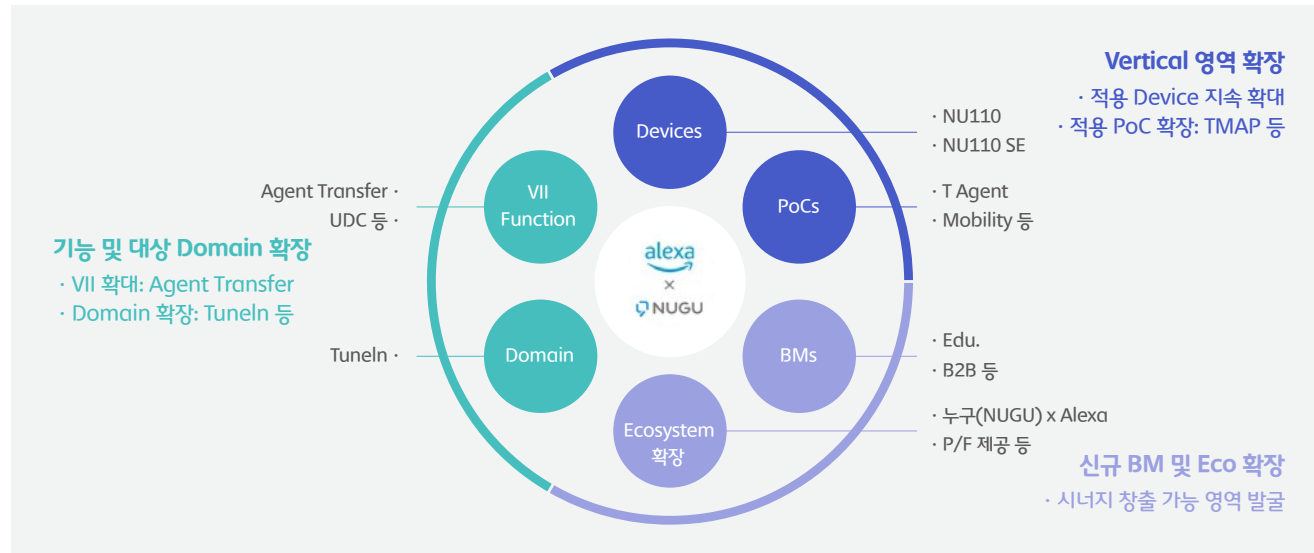 Vertical 영역 확장
· 적용 Device 지속 확대
· 적용 PoC 확장: TMAP 등
Devices
· NU110
· NU110 SE
PoCs
· T Agent
· Mobility 등
VII
Function
Agent Transfer ·
UDC 등 ·
기능 및 대상 Domain 확장
· VII 확대: Agent Transfer
· Domain 확장: Tuneln 등
alexa
×
NUGU
Domain
Tuneln ·
BMs
· Edu.
· B2B 등
Ecosystem
확장
· 누구(NUGU) x Alexa
· P/F 제공 등
신규 BM 및 Eco 확장
· 시너지 창출 가능 영역 발굴